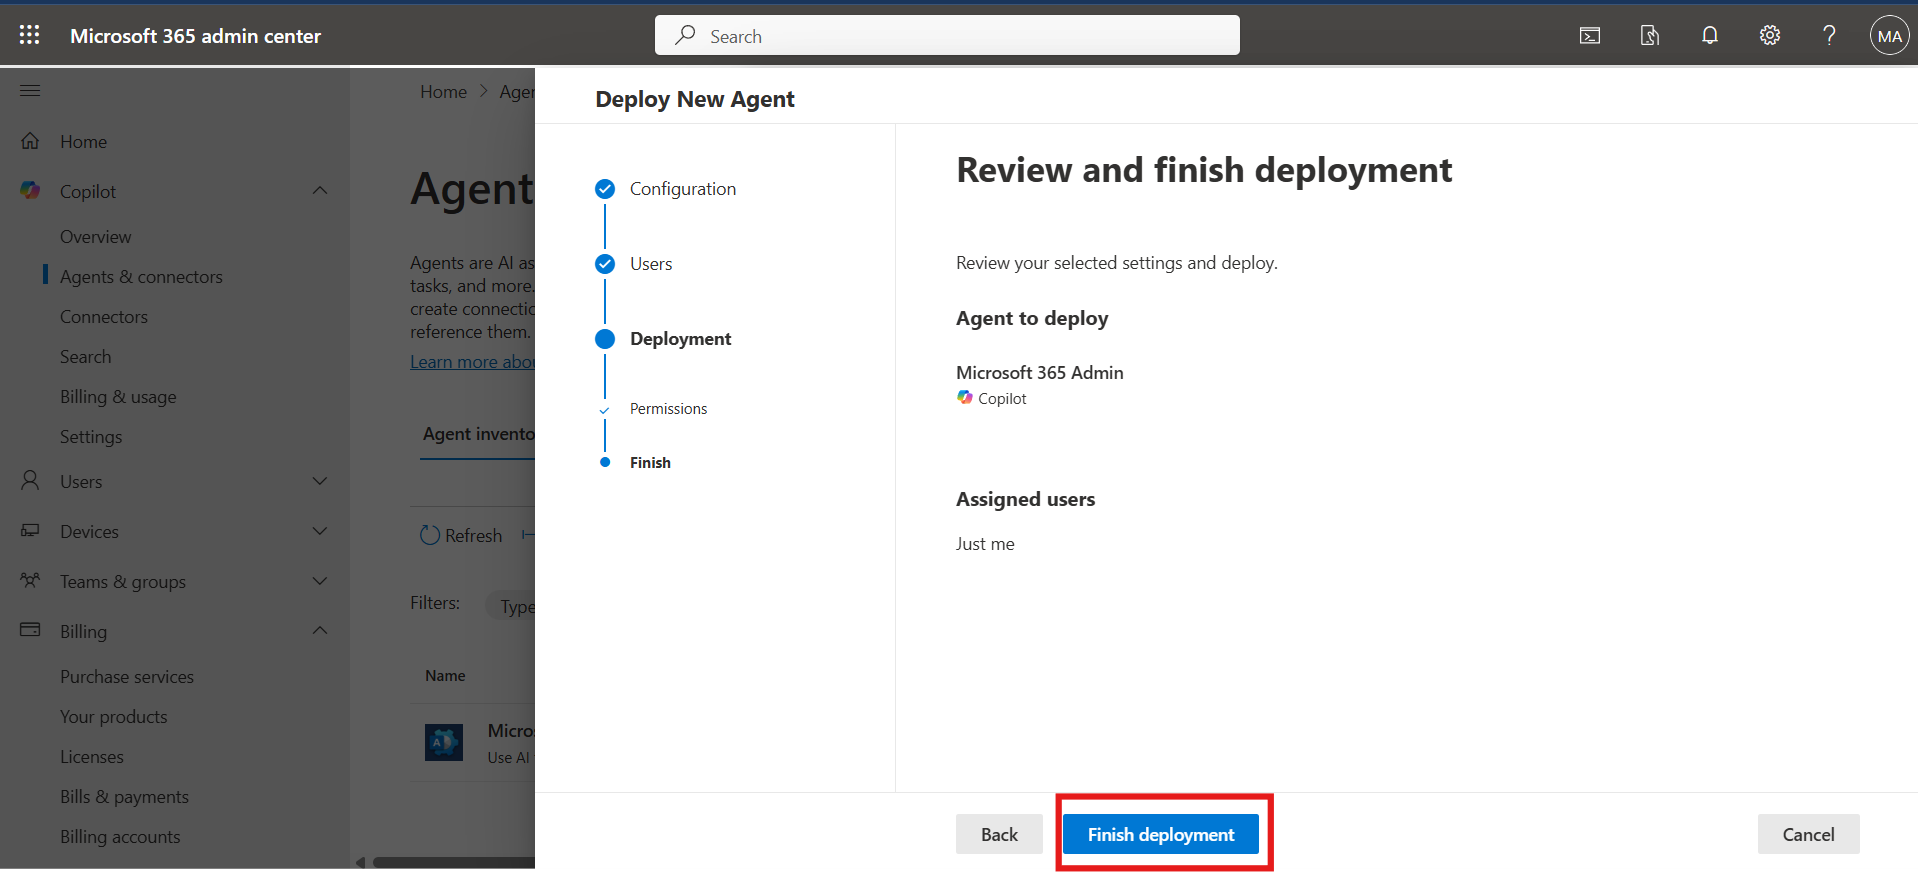 Microsoft 365 admin center
Search
MA
Home
Copilot
Overview
Agents & connectors
Connectors
Search
Billing & usage
Settings
Users
Devices
Teams & groups
Billing
Purchase services
Your products
Licenses
Bills & payments
Billing accounts
Home > Agen
Agent
Agents are AI as
tasks, and more.
create connectio
reference them.
Learn more abou
Agent invento
Refresh
Filters: Type
Name
Micros
Use AI
Deploy New Agent
Configuration
Users
Deployment
Permissions
Finish
Review and finish deployment
Review your selected settings and deploy.
Agent to deploy
Microsoft 365 Admin
Copilot
Assigned users
Just me
Back
Finish deployment
Cancel